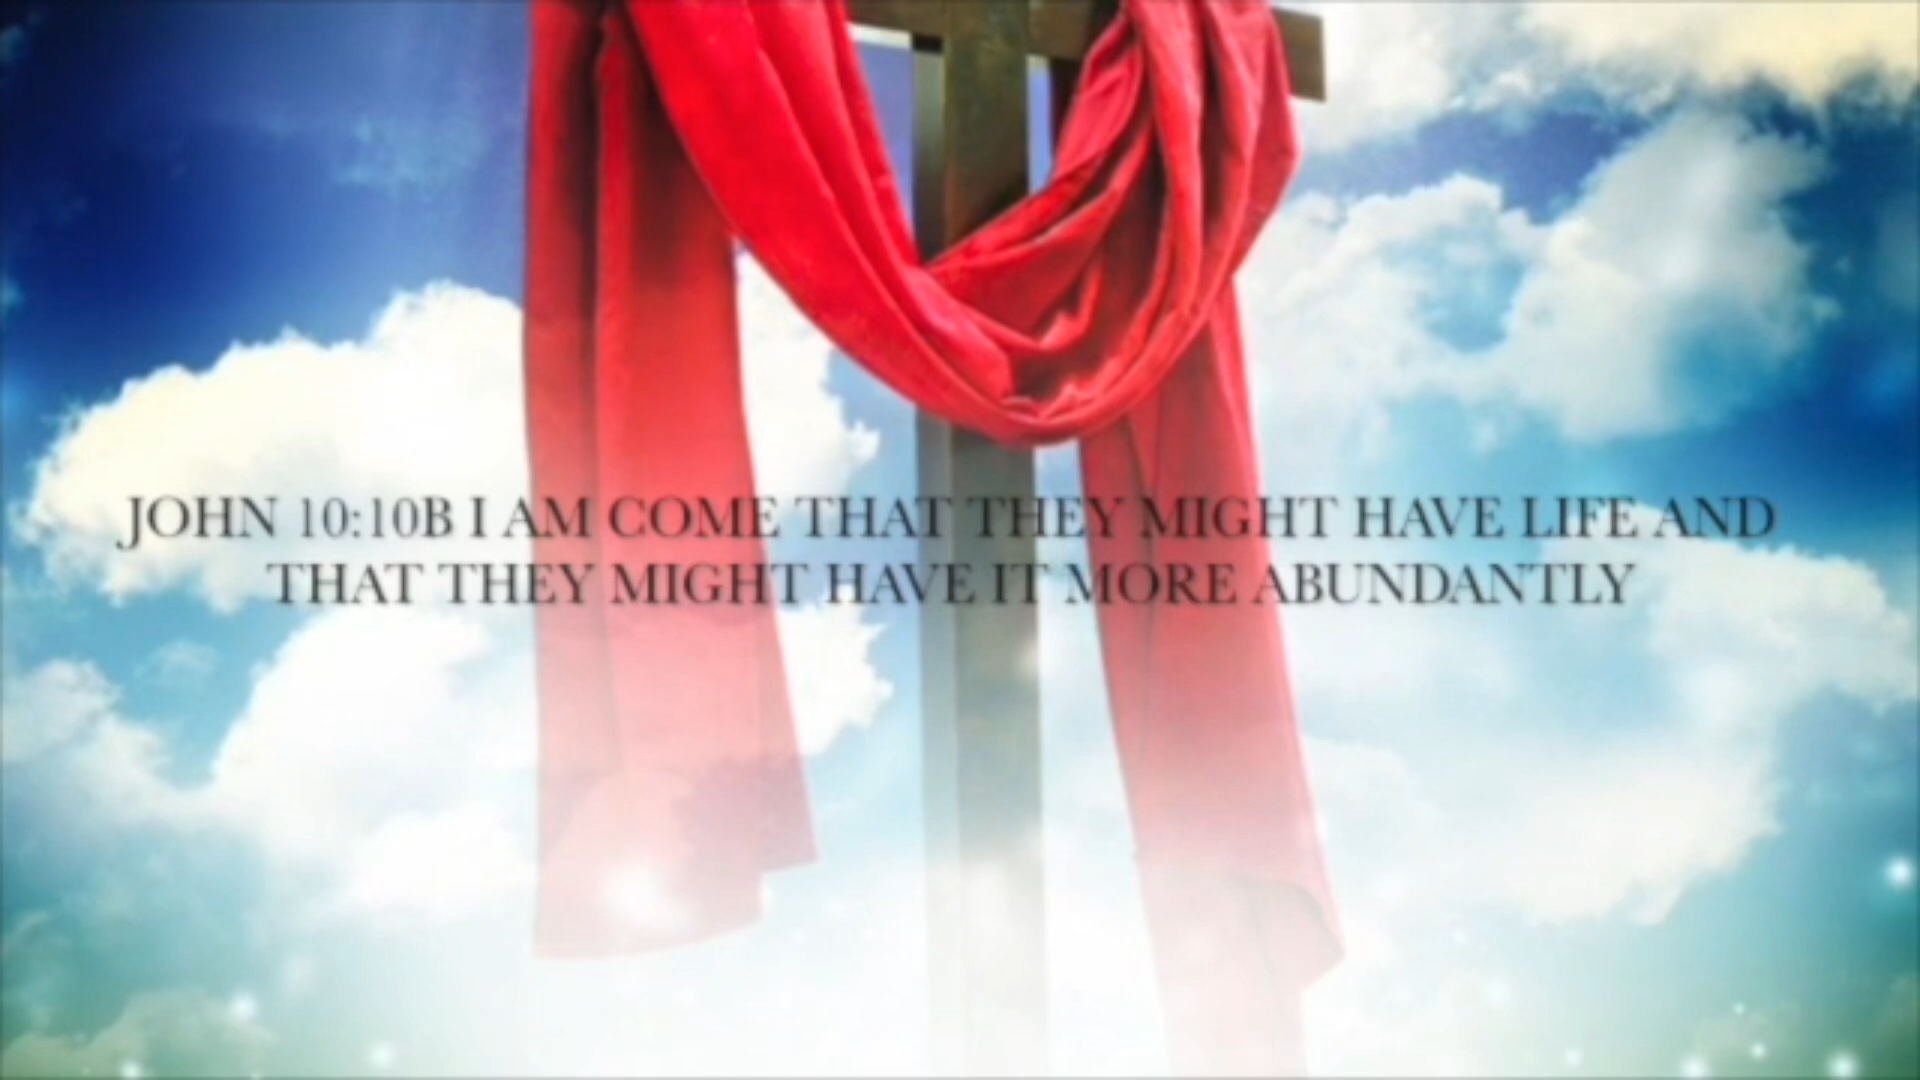 JOHN 10:10B I AM COME THAT THEY MIGHT HAVE LIFE AND
THAT THEY MIGHT HAVE IT MORE ABUNDANTLY